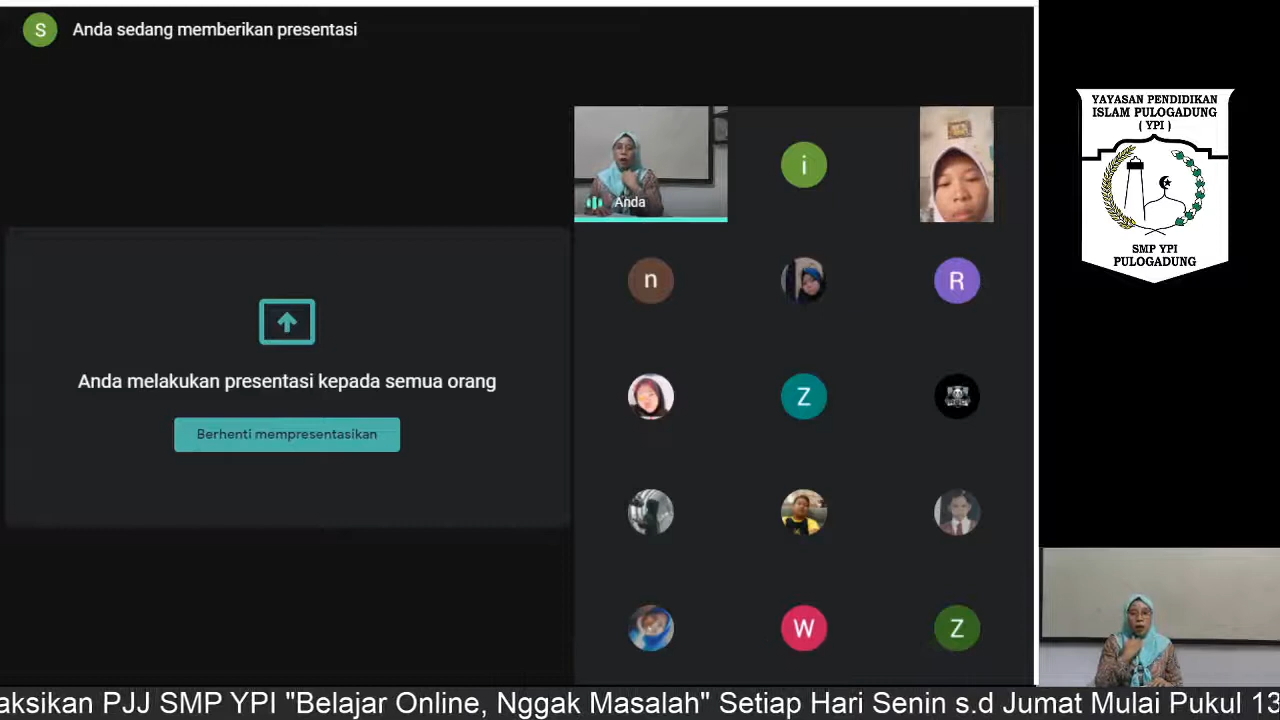 S
Anda sedang memberikan presentasi
Anda melakukan presentasi kepada semua orang
Berhenti mempresentasikan
Anda
i
n
R
Z
W
Z
YAYASAN PENDIDIKAN
ISLAM PULOGADUNG
( YPI )
SMP YPI
PULOGADUNG
aksikan PJJ SMP YPI "Belajar Online, Nggak Masalah" Setiap Hari Senin s.d Jumat Mulai Pukul 13